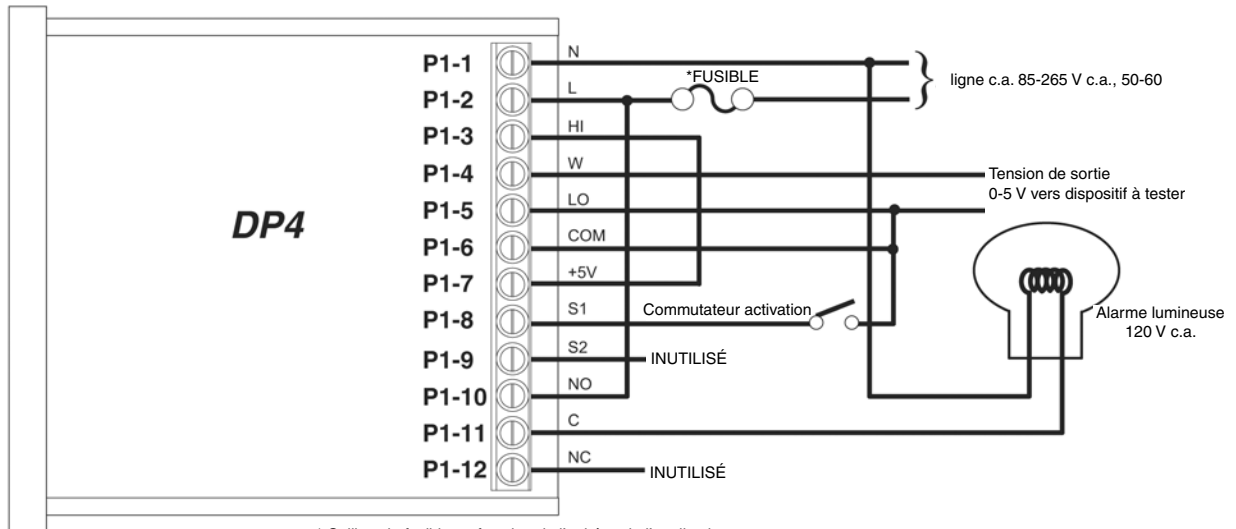 DP4
P1-1 N
P1-2 L
P1-3 HI
P1-4 W
P1-5 LO
P1-6 COM
P1-7 +5V
P1-8 S1
P1-9 S2
P1-10 NO
P1-11 C
P1-12 NC
*FUSIBLE
ligne c.a. 85-265 V c.a., 50-60
Tension de sortie
0-5 V vers dispositif à tester
Commutateur activation
Alarme lumineuse
120 V c.a.
INUTILISÉ
INUTILISÉ